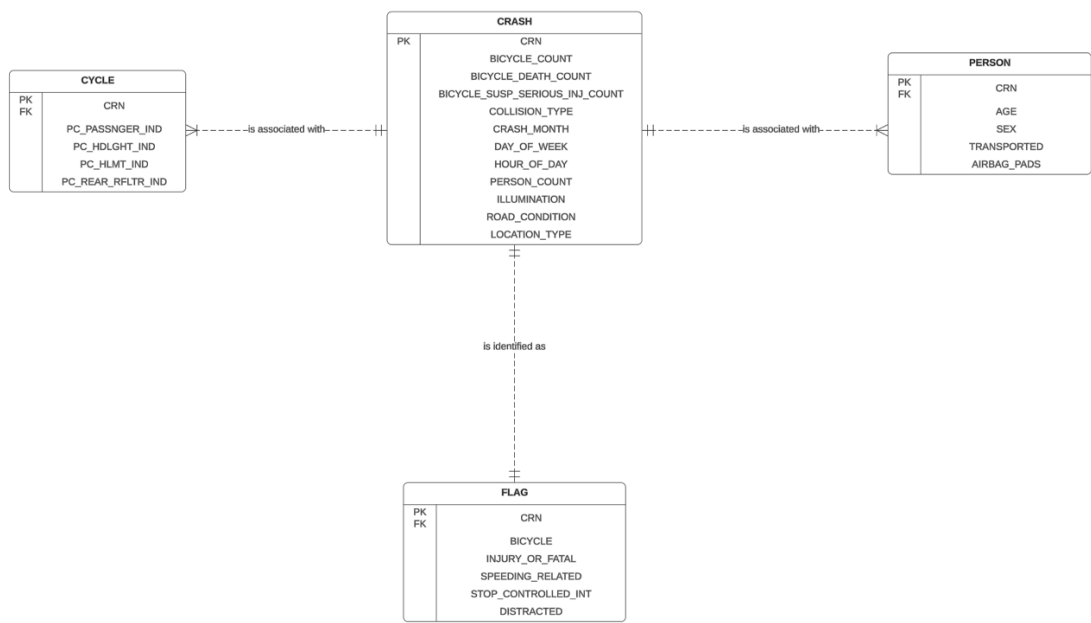 CRASH
PK
CRN
BICYCLE_COUNT
BICYCLE_DEATH_COUNT
BICYCLE_SUSP_SERIOUS_INJ_COUNT
COLLISION_TYPE
CRASH_MONTH
DAY_OF_WEEK
HOUR_OF_DAY
PERSON_COUNT
ILLUMINATION
ROAD_CONDITION
LOCATION_TYPE
CYCLE
PK
FK
CRN
PC_PASSNGER_IND
PC_HDLGHT_IND
PC_HLMT_IND
PC_REAR_RFLTR_IND
is associated with
PERSON
PK
FK
CRN
AGE
SEX
TRANSPORTED
AIRBAG_PADS
is associated with
is identified as
FLAG
PK
FK
CRN
BICYCLE
INJURY_OR_FATAL
SPEEDING_RELATED
STOP_CONTROLLED_INT
DISTRACTED